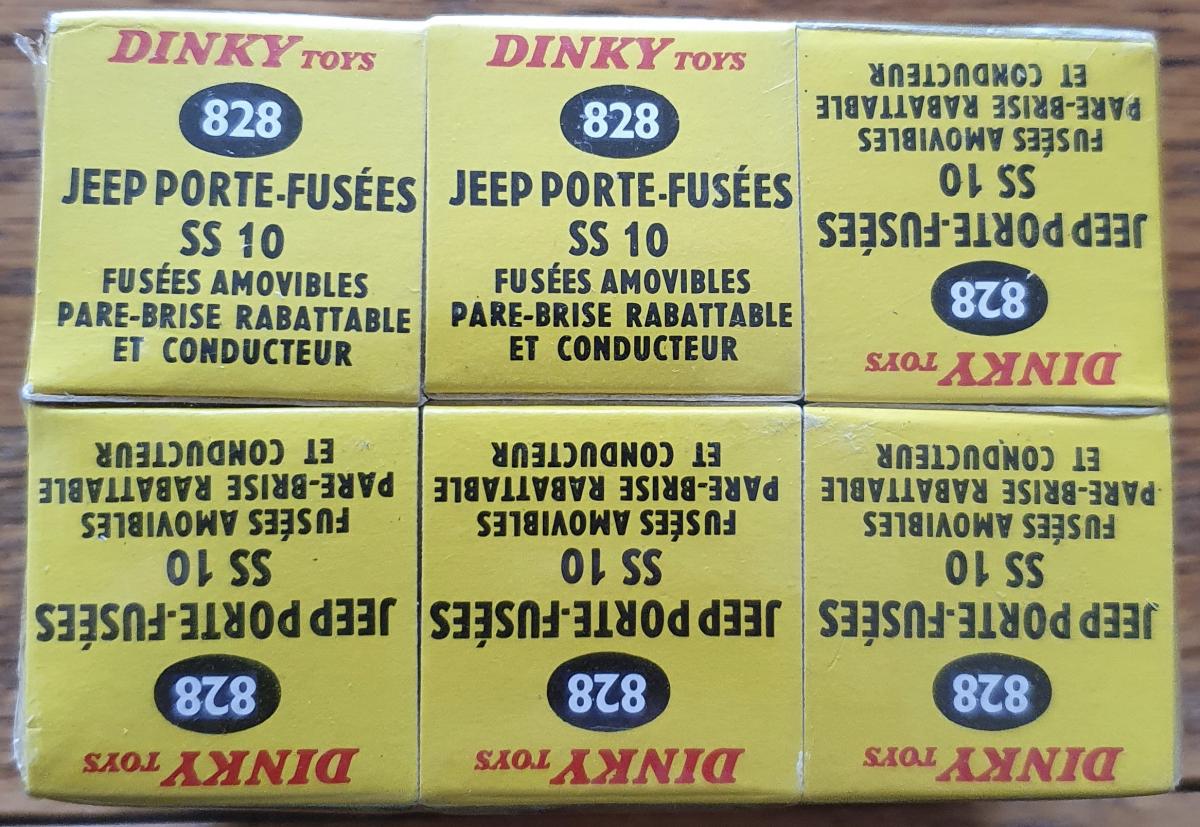 DINKY TOYS
828
JEEP PORTE-FUSÉES
SS 10
FUSÉES AMOVIBLES
PARE-BRISE RABATTABLE
ET CONDUCTEUR
DINKY TOYS
828
JEEP PORTE-FUSÉES
SS 10
FUSÉES AMOVIBLES
PARE-BRISE RABATTABLE
ET CONDUCTEUR
DINKY TOYS
828
JEEP PORTE-FUSÉES
SS 10
FUSÉES AMOVIBLES
PARE-BRISE RABATTABLE
ET CONDUCTEUR
DINKY TOYS
828
JEEP PORTE-FUSÉES
SS 10
FUSÉES AMOVIBLES
PARE-BRISE RABATTABLE
ET CONDUCTEUR
DINKY TOYS
828
JEEP PORTE-FUSÉES
SS 10
FUSÉES AMOVIBLES
PARE-BRISE RABATTABLE
ET CONDUCTEUR
DINKY TOYS
828
JEEP PORTE-FUSÉES
SS 10
FUSÉES AMOVIBLES
PARE-BRISE RABATTABLE
ET CONDUCTEUR